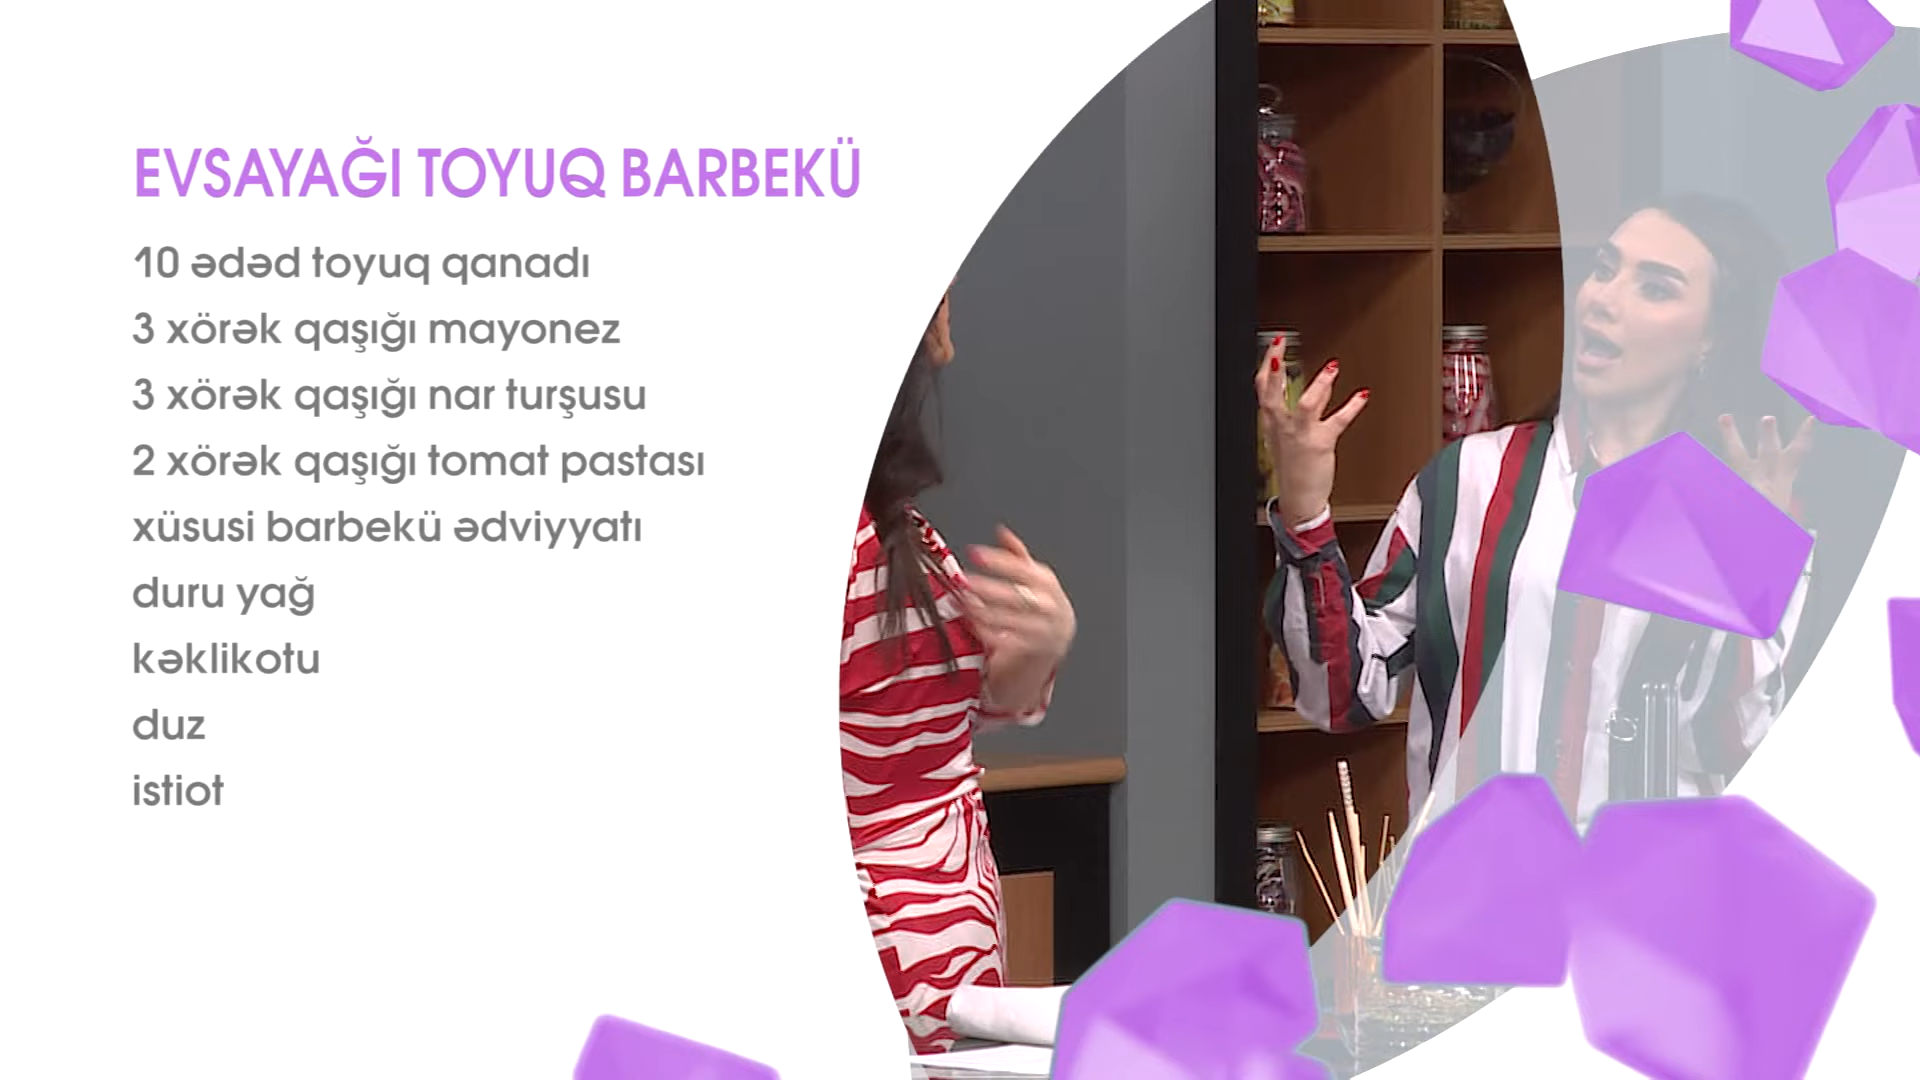 EVSAYAĞI TOYUQ BARBEKÜ
10 ədəd toyuq qanadı
3 xörək qaşığı mayonez
3 xörək qaşığı nar turşusu
2 xörək qaşığı tomat pastası
xüsusi barbekü ədviyyatı
duru yağ
kəklikotu
duz
istiot